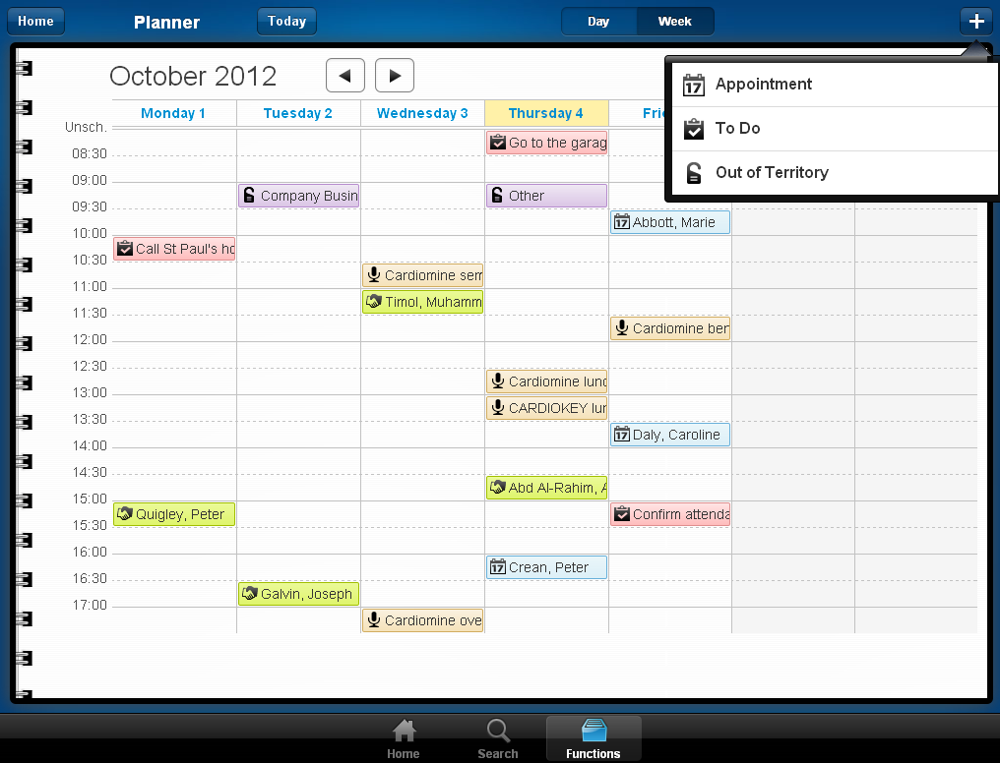 Home Planner Today Day Week +
October 2012
Appointment
To Do
Out of Territory
Monday 1 Tuesday 2 Wednesday 3 Thursday 4 Fri
Unsch.
Go to the garag
08:30
09:00
Company Busin Other
09:30
Abbott, Marie
10:00
Call St Paul's ho
10:30
Cardiomine sem
11:00
Timol, Muhamm
11:30
Cardiomine ben
12:00
12:30
Cardiomine lunc
13:00
CARDIOKEY lun
13:30
Daly, Caroline
14:00
14:30
Abd Al-Rahim, A
15:00
Quigley, Peter Confirm attenda
15:30
16:00
Crean, Peter
16:30
Galvin, Joseph
17:00
Cardiomine ove
Home Search Functions